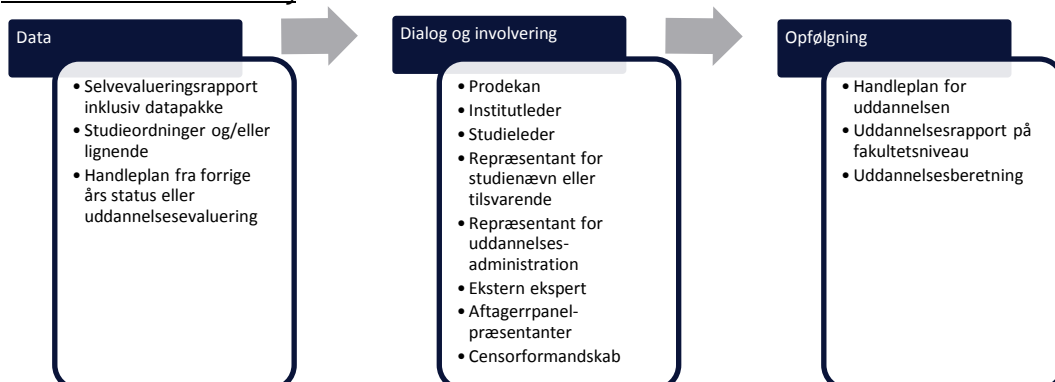 Data
• Selvevalueringsrapport
inklusiv datapakke
• Studieordninger og/eller
lignende
• Handleplan fra forrige
års status eller
uddannelsesevaluering
Dialog og involvering
• Prodekan
• Institutleder
• Studieleder
• Repræsentant for
studienævn eller
tilsvarende
• Repræsentant for
uddannelses-
administration
• Ekstern ekspert
• Aftagerrpanel-
præsentanter
• Censorformandskab
Opfølgning
• Handleplan for
uddannelsen
• Uddannelsesrapport på
fakultetsniveau
• Uddannelsesberetning